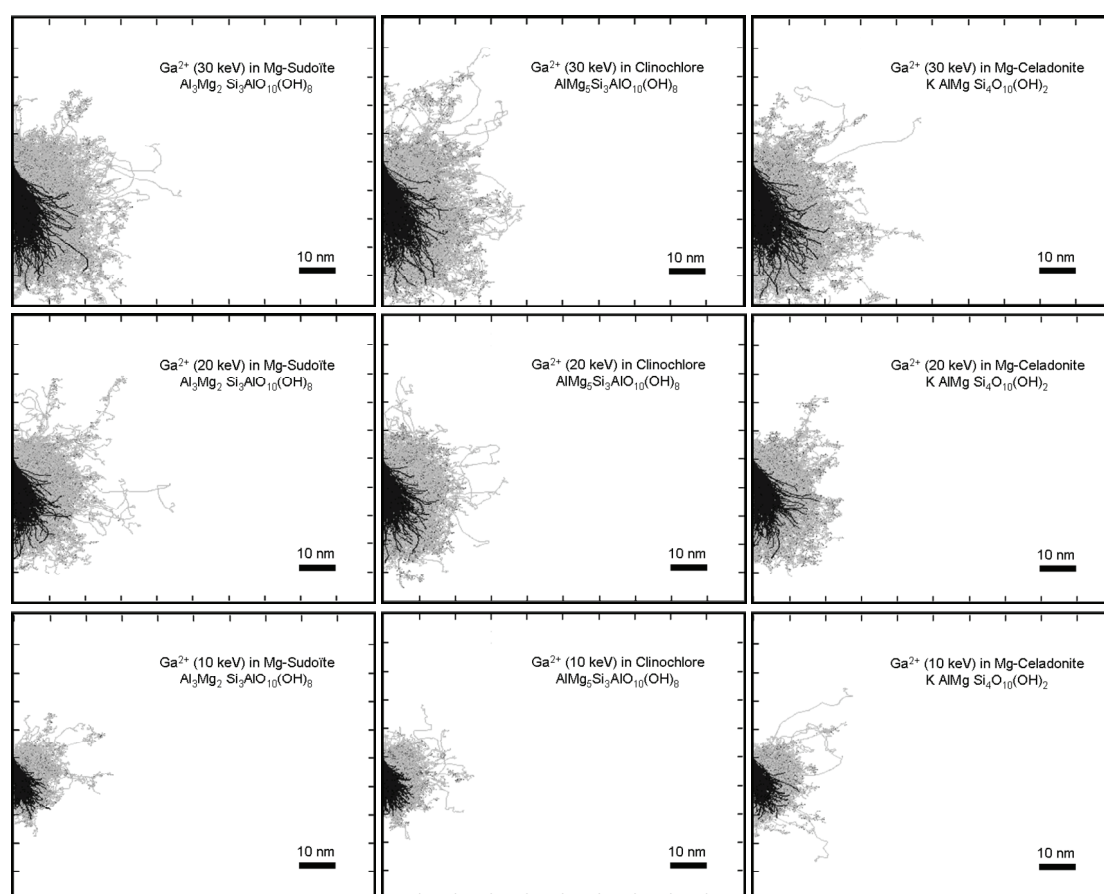 Ga²⁺ (30 keV) in Mg-Sudoïte
Al₃Mg₂ Si₃AlO₁₀(OH)₈
10 nm
Ga²⁺ (30 keV) in Clinochlore
AlMg₅Si₃AlO₁₀(OH)₈
10 nm
Ga²⁺ (30 keV) in Mg-Celadonite
K AlMg Si₄O₁₀(OH)₂
10 nm
Ga²⁺ (20 keV) in Mg-Sudoïte
Al₃Mg₂ Si₃AlO₁₀(OH)₈
10 nm
Ga²⁺ (20 keV) in Clinochlore
AlMg₅Si₃AlO₁₀(OH)₈
10 nm
Ga²⁺ (20 keV) in Mg-Celadonite
K AlMg Si₄O₁₀(OH)₂
10 nm
Ga²⁺ (10 keV) in Mg-Sudoïte
Al₃Mg₂ Si₃AlO₁₀(OH)₈
10 nm
Ga²⁺ (10 keV) in Clinochlore
AlMg₅Si₃AlO₁₀(OH)₈
10 nm
Ga²⁺ (10 keV) in Mg-Celadonite
K AlMg Si₄O₁₀(OH)₂
10 nm